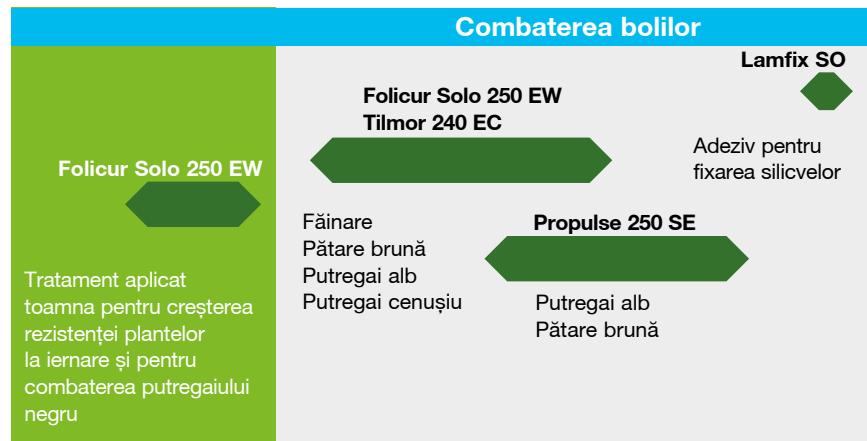 Combaterea bolilor
Folicur Solo 250 EW
Tratament aplicat
toamna pentru creșterea
rezistenței plantelor
la iernare și pentru
combaterea putregaiului
negru
Folicur Solo 250 EW
Tilmor 240 EC
Făinare
Pătare brună
Putregai alb
Putregai cenușiu
Propulse 250 SE
Putregai alb
Pătare brună
Lamfix SO
Adeziv pentru
fixarea silicvelor